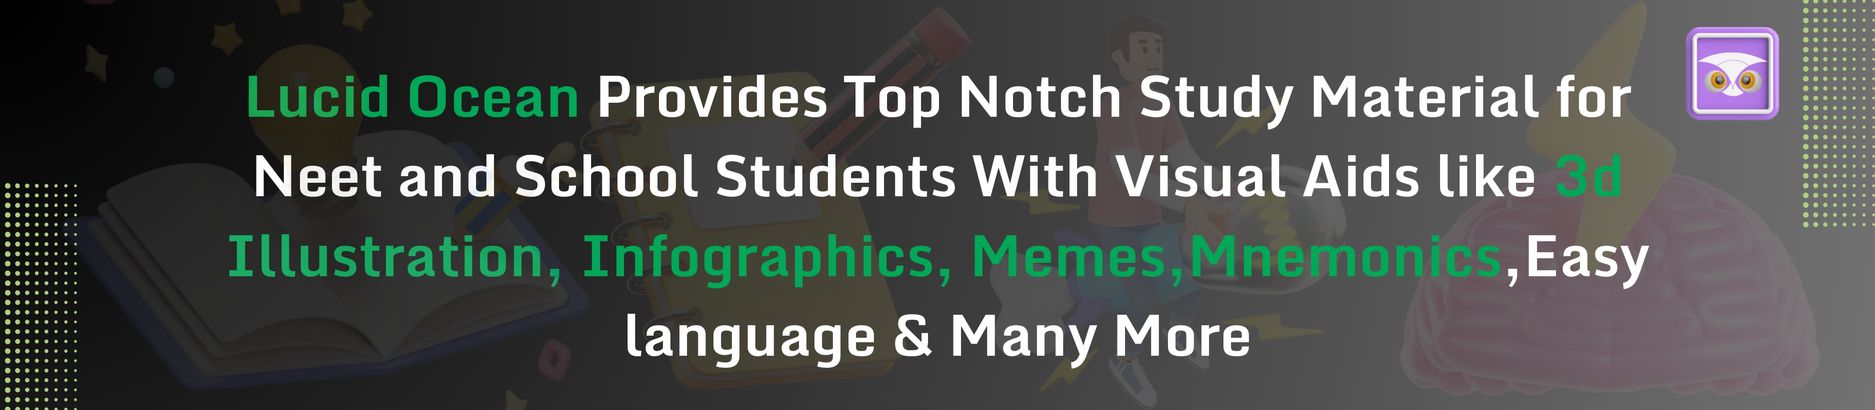 Lucid Ocean Provides Top Notch Study Material for
Neet and School Students With Visual Aids like 3d
Illustration, Infographics, Memes,Mnemonics,Easy
language & Many More